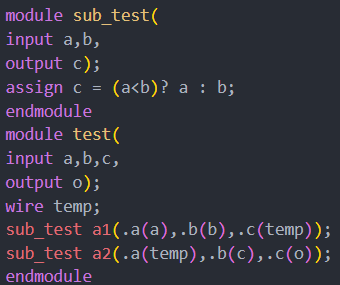 module sub_test(
input a,b,
output c);
assign c = (a<b)? a : b;
endmodule
module test(
input a,b,c,
output o);
wire temp;
sub_test a1(.a(a),.b(b),.c(temp));
sub_test a2(.a(temp),.b(c),.c(o));
endmodule